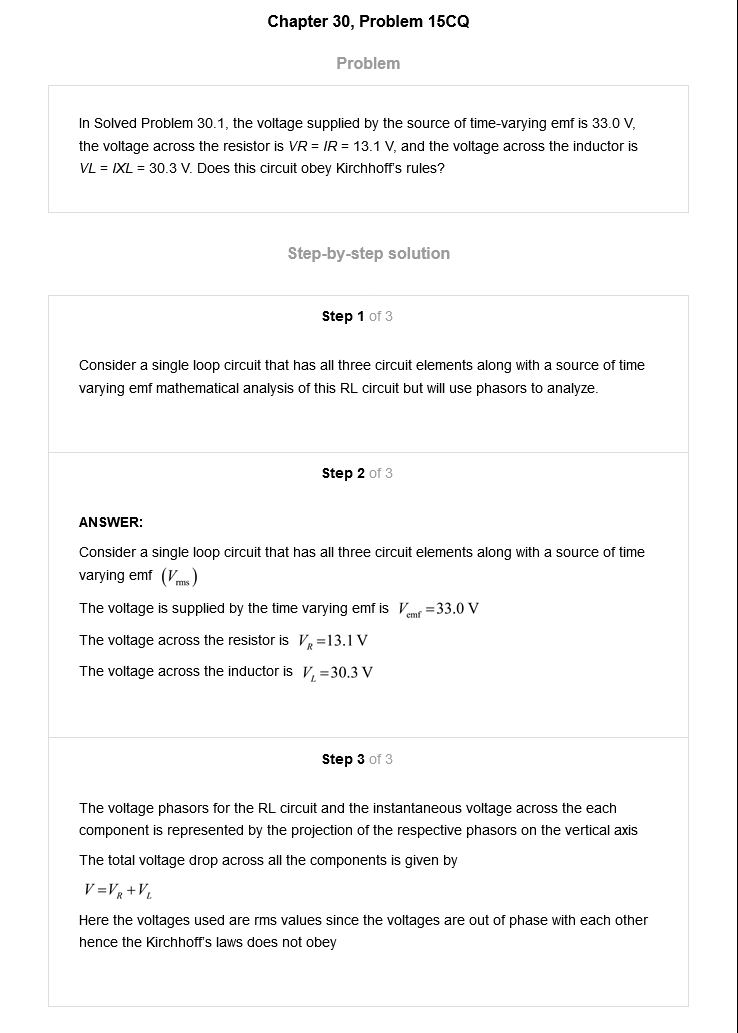 Chapter 30, Problem 15CQ
Problem
In Solved Problem 30.1, the voltage supplied by the source of time-varying emf is 33.0 V,
the voltage across the resistor is VR = IR = 13.1 V, and the voltage across the inductor is
VL = IXL = 30.3 V. Does this circuit obey Kirchhoff's rules?
Step-by-step solution
Step 1 of 3
Consider a single loop circuit that has all three circuit elements along with a source of time
varying emf mathematical analysis of this RL circuit but will use phasors to analyze.
Step 2 of 3
ANSWER:
Consider a single loop circuit that has all three circuit elements along with a source of time
varying emf (V_rms)
The voltage is supplied by the time varying emf is V_emf = 33.0 V
The voltage across the resistor is V_R = 13.1 V
The voltage across the inductor is V_L = 30.3 V
Step 3 of 3
The voltage phasors for the RL circuit and the instantaneous voltage across the each
component is represented by the projection of the respective phasors on the vertical axis
The total voltage drop across all the components is given by
V = V_R + V_L
Here the voltages used are rms values since the voltages are out of phase with each other
hence the Kirchhoff's laws does not obey